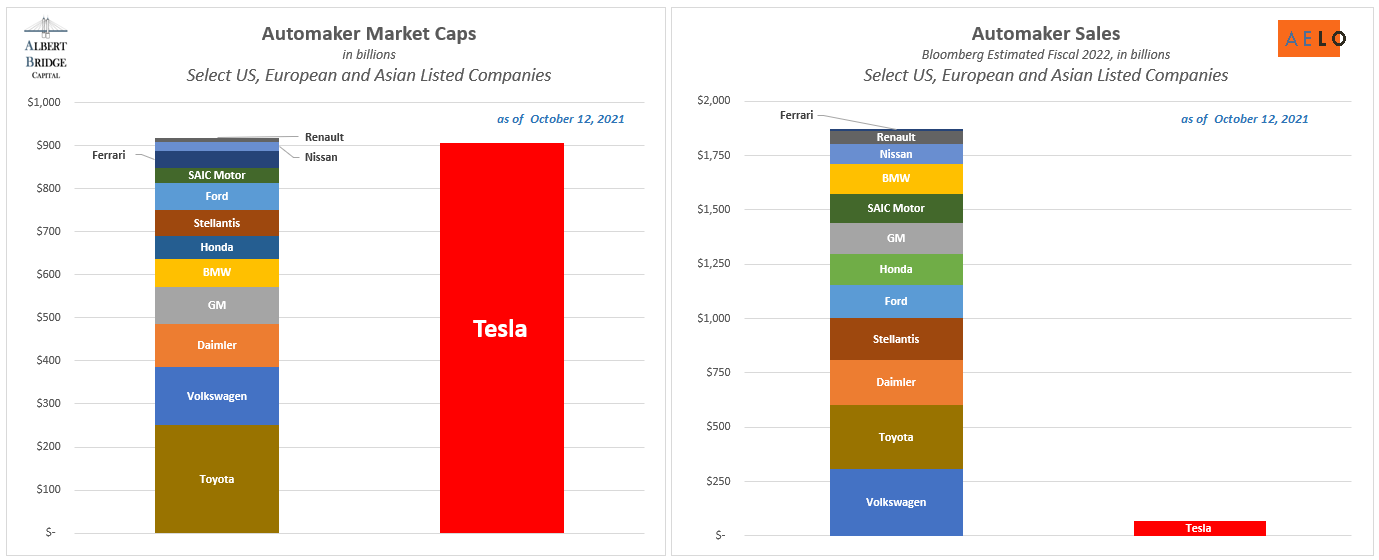 ALBERT
BRIDGE
CAPITAL
Automaker Market Caps
in billions
Select US, European and Asian Listed Companies
as of October 12, 2021
$1,000
$900
$800
$700
$600
$500
$400
$300
$200
$100
$-
Renault
Nissan
Ferrari
SAIC Motor
Ford
Stellantis
Honda
BMW
GM
Daimler
Volkswagen
Toyota
Tesla
Automaker Sales
Bloomberg Estimated Fiscal 2022, in billions
Select US, European and Asian Listed Companies
AELO
as of October 12, 2021
$2,000
$1,750
$1,500
$1,250
$1,000
$750
$500
$250
$-
Ferrari
Renault
Nissan
BMW
SAIC Motor
GM
Honda
Ford
Stellantis
Daimler
Toyota
Volkswagen
Tesla